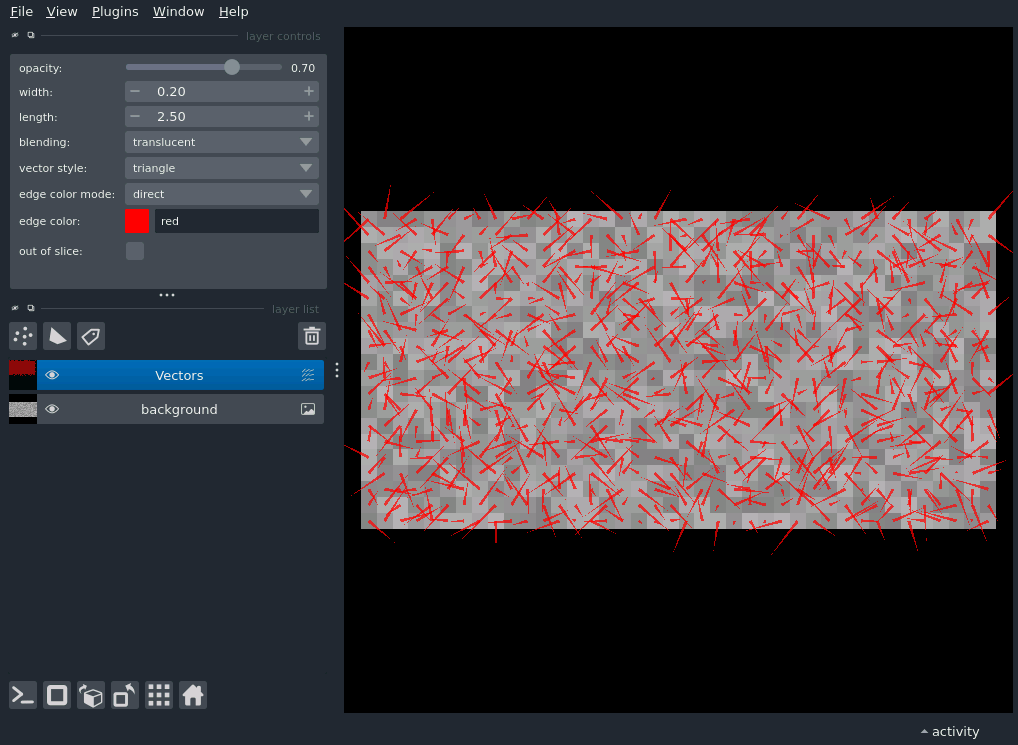 File View Plugins Window Help
layer controls
opacity: 0.70
width: 0.20
length: 2.50
blending: translucent
vector style: triangle
edge color mode: direct
edge color: red
out of slice:
layer list
Vectors
background
activity